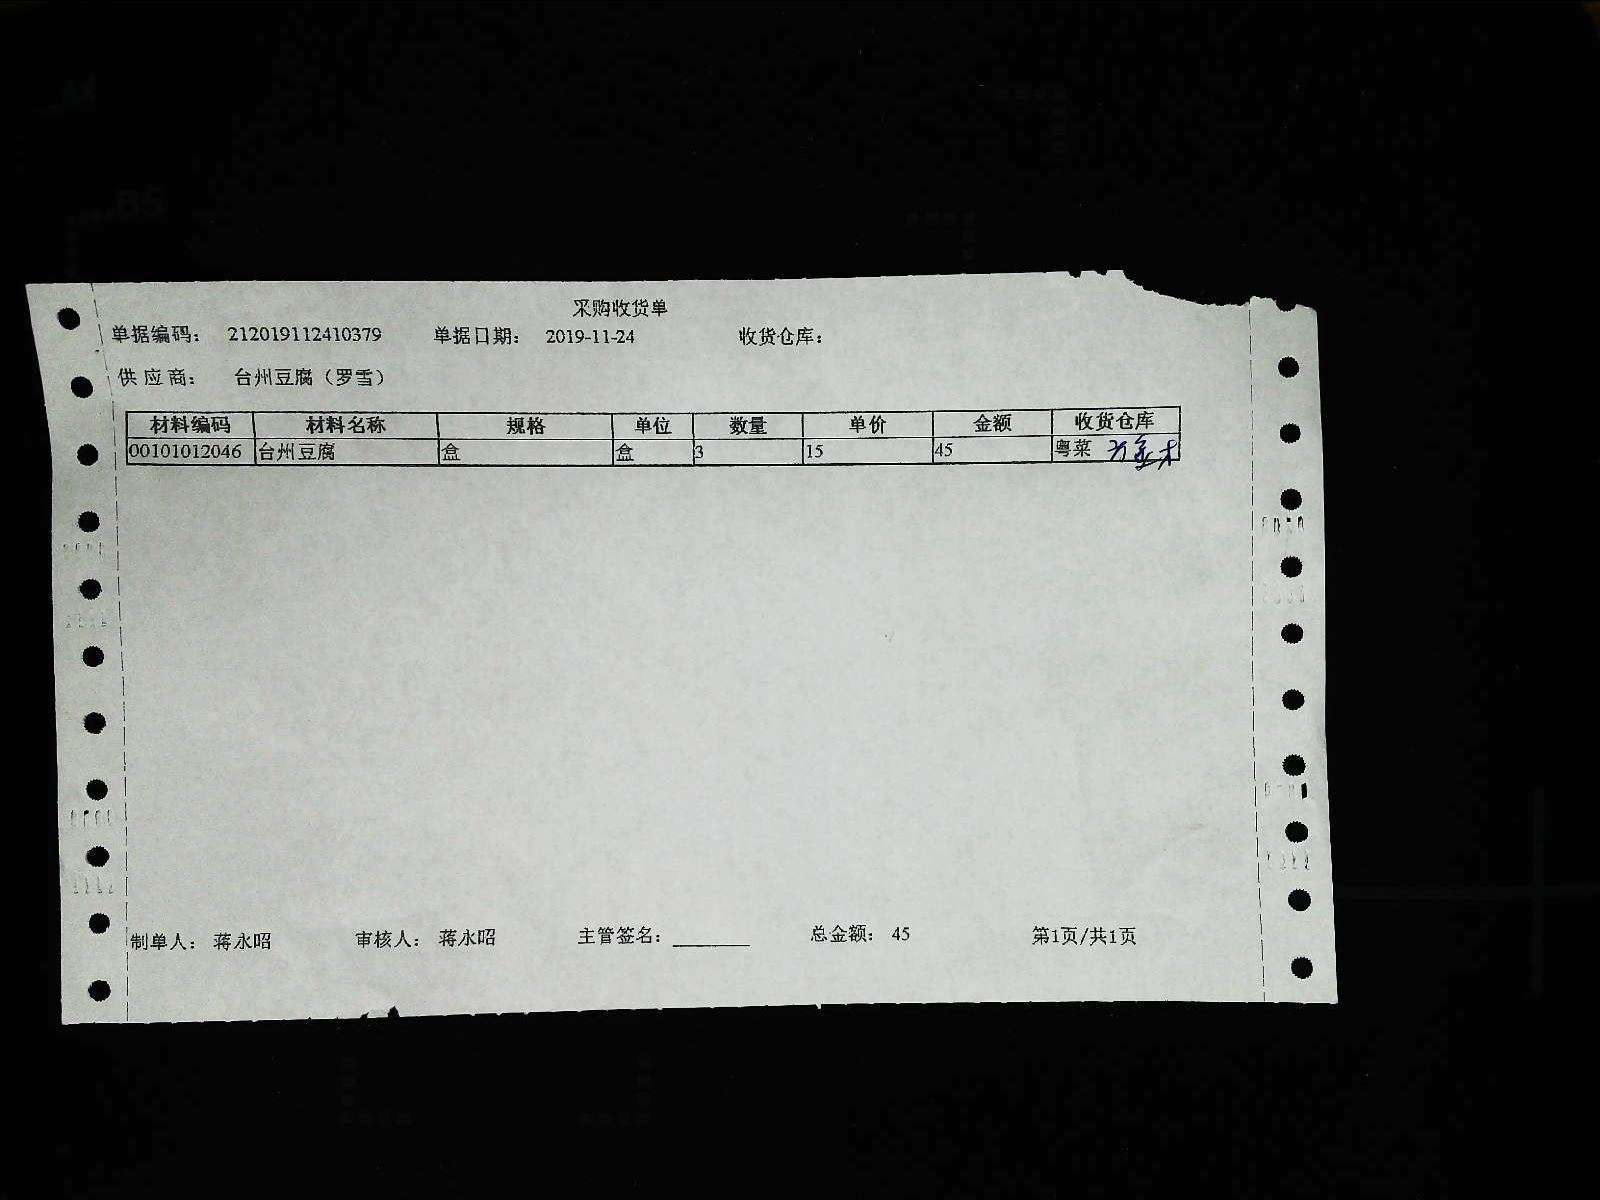 采购收货单
单据编码： 212019112410379 单据日期： 2019-11-24 收货仓库：
供应商： 台州豆腐（罗雪）
材料编码 材料名称 规格 单位 数量 单价 金额 收货仓库
00101012046 台州豆腐 盒 盒 3 15 45 粤菜
制单人： 蒋永昭 审核人： 蒋永昭 主管签名： 总金额： 45 第1页/共1页